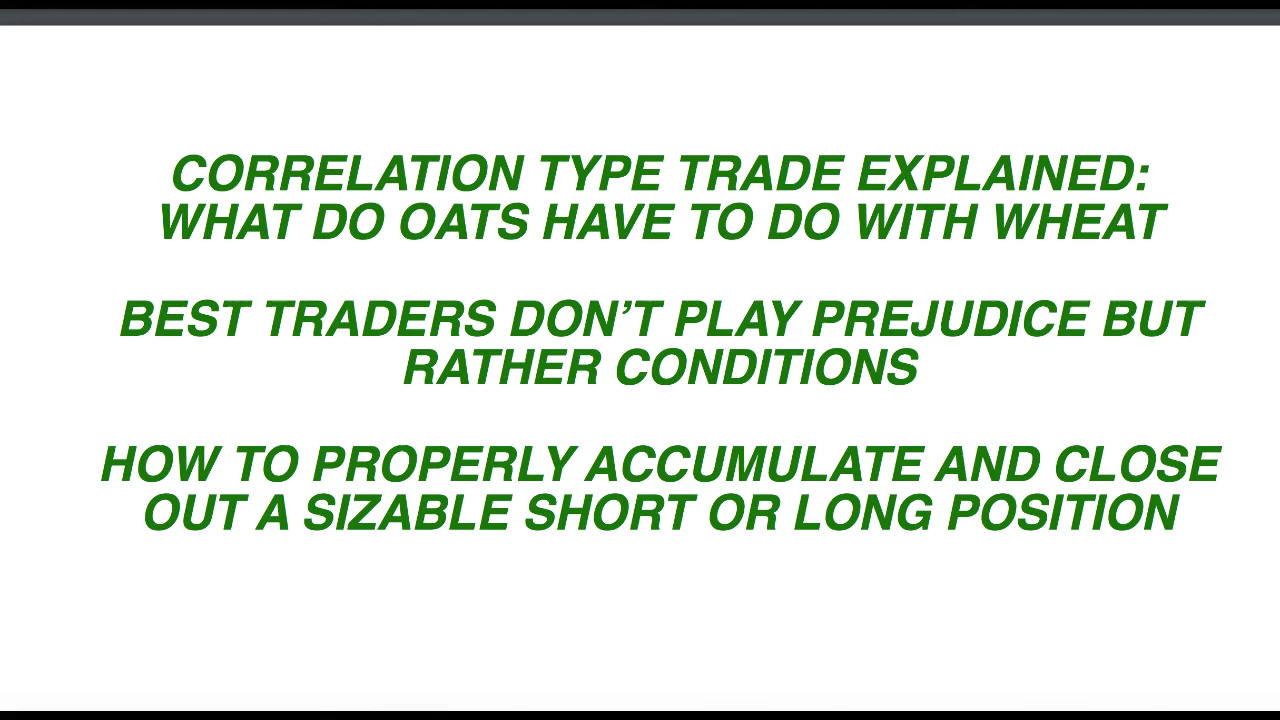 CORRELATION TYPE TRADE EXPLAINED:
WHAT DO OATS HAVE TO DO WITH WHEAT
BEST TRADERS DON’T PLAY PREJUDICE BUT
RATHER CONDITIONS
HOW TO PROPERLY ACCUMULATE AND CLOSE
OUT A SIZABLE SHORT OR LONG POSITION